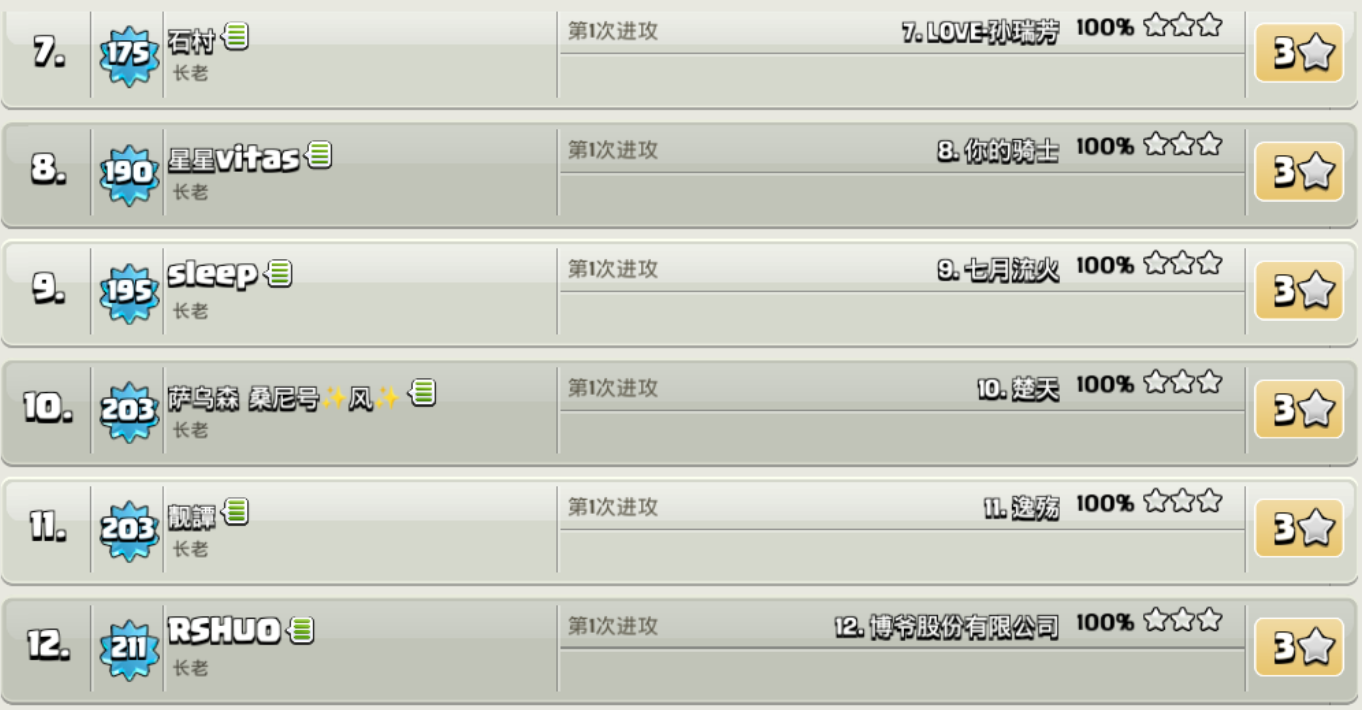 7. 175 石村 第1次进攻 7. LOVE-孙瑞芳 100% 3
长老
8. 190 星星vitas 第1次进攻 8. 你的骑士 100% 3
长老
9. 195 sleep 第1次进攻 9. 七月流火 100% 3
长老
10. 203 萨乌森 桑尼号✨风✨ 第1次进攻 10. 楚天 100% 3
长老
11. 203 靓譚 第1次进攻 11. 逸殇 100% 3
长老
12. 211 RSHUO 第1次进攻 12. 博爷股份有限公司 100% 3
长老